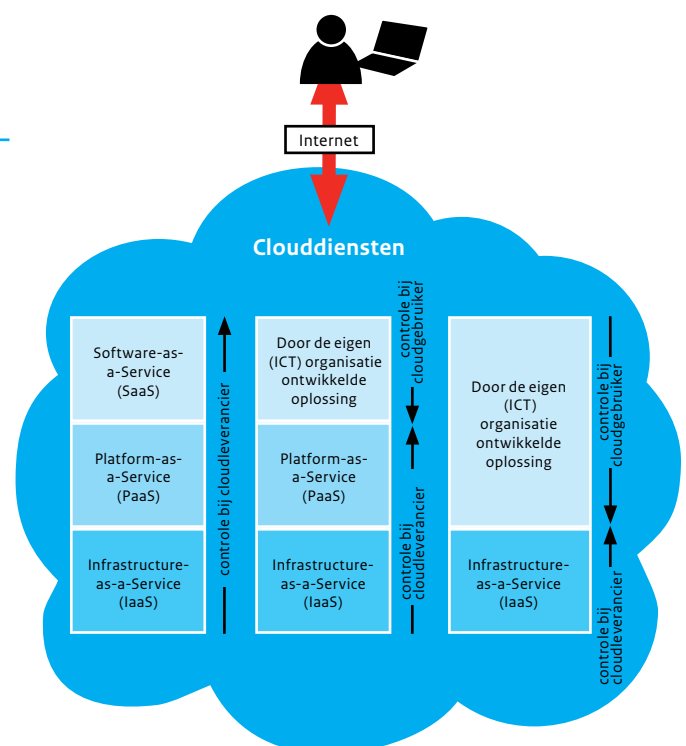 Internet
Clouddiensten
Software-as-
a-Service
(SaaS)
Platform-as-
a-Service
(PaaS)
Infrastructure-
as-a-Service
(IaaS)
controle bij cloudleverancier
Door de eigen
(ICT) organisatie
ontwikkelde
oplossing
Platform-as-
a-Service
(PaaS)
Infrastructure-
as-a-Service
(IaaS)
controle bij
cloudgebruiker
controle bij
cloudleverancier
Door de eigen
(ICT)
organisatie
ontwikkelde
oplossing
Infrastructure-
as-a-Service
(IaaS)
controle bij
cloudgebruiker
controle bij
cloudleverancier